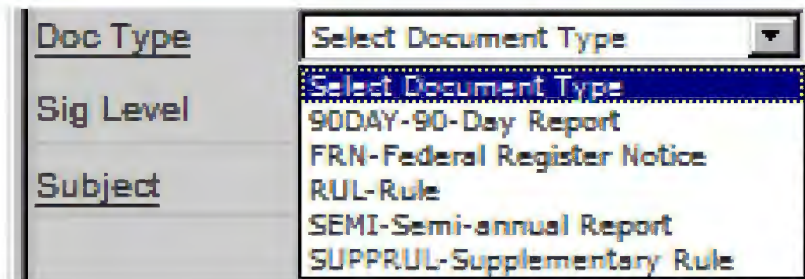 Doc Type
Select Document Type
Select Document Type
Sig Level
90DAY-90-Day Report
FRN-Federal Register Notice
Subject
RUL-Rule
SEMI-Semi-annual Report
SUPPRUL-Supplementary Rule